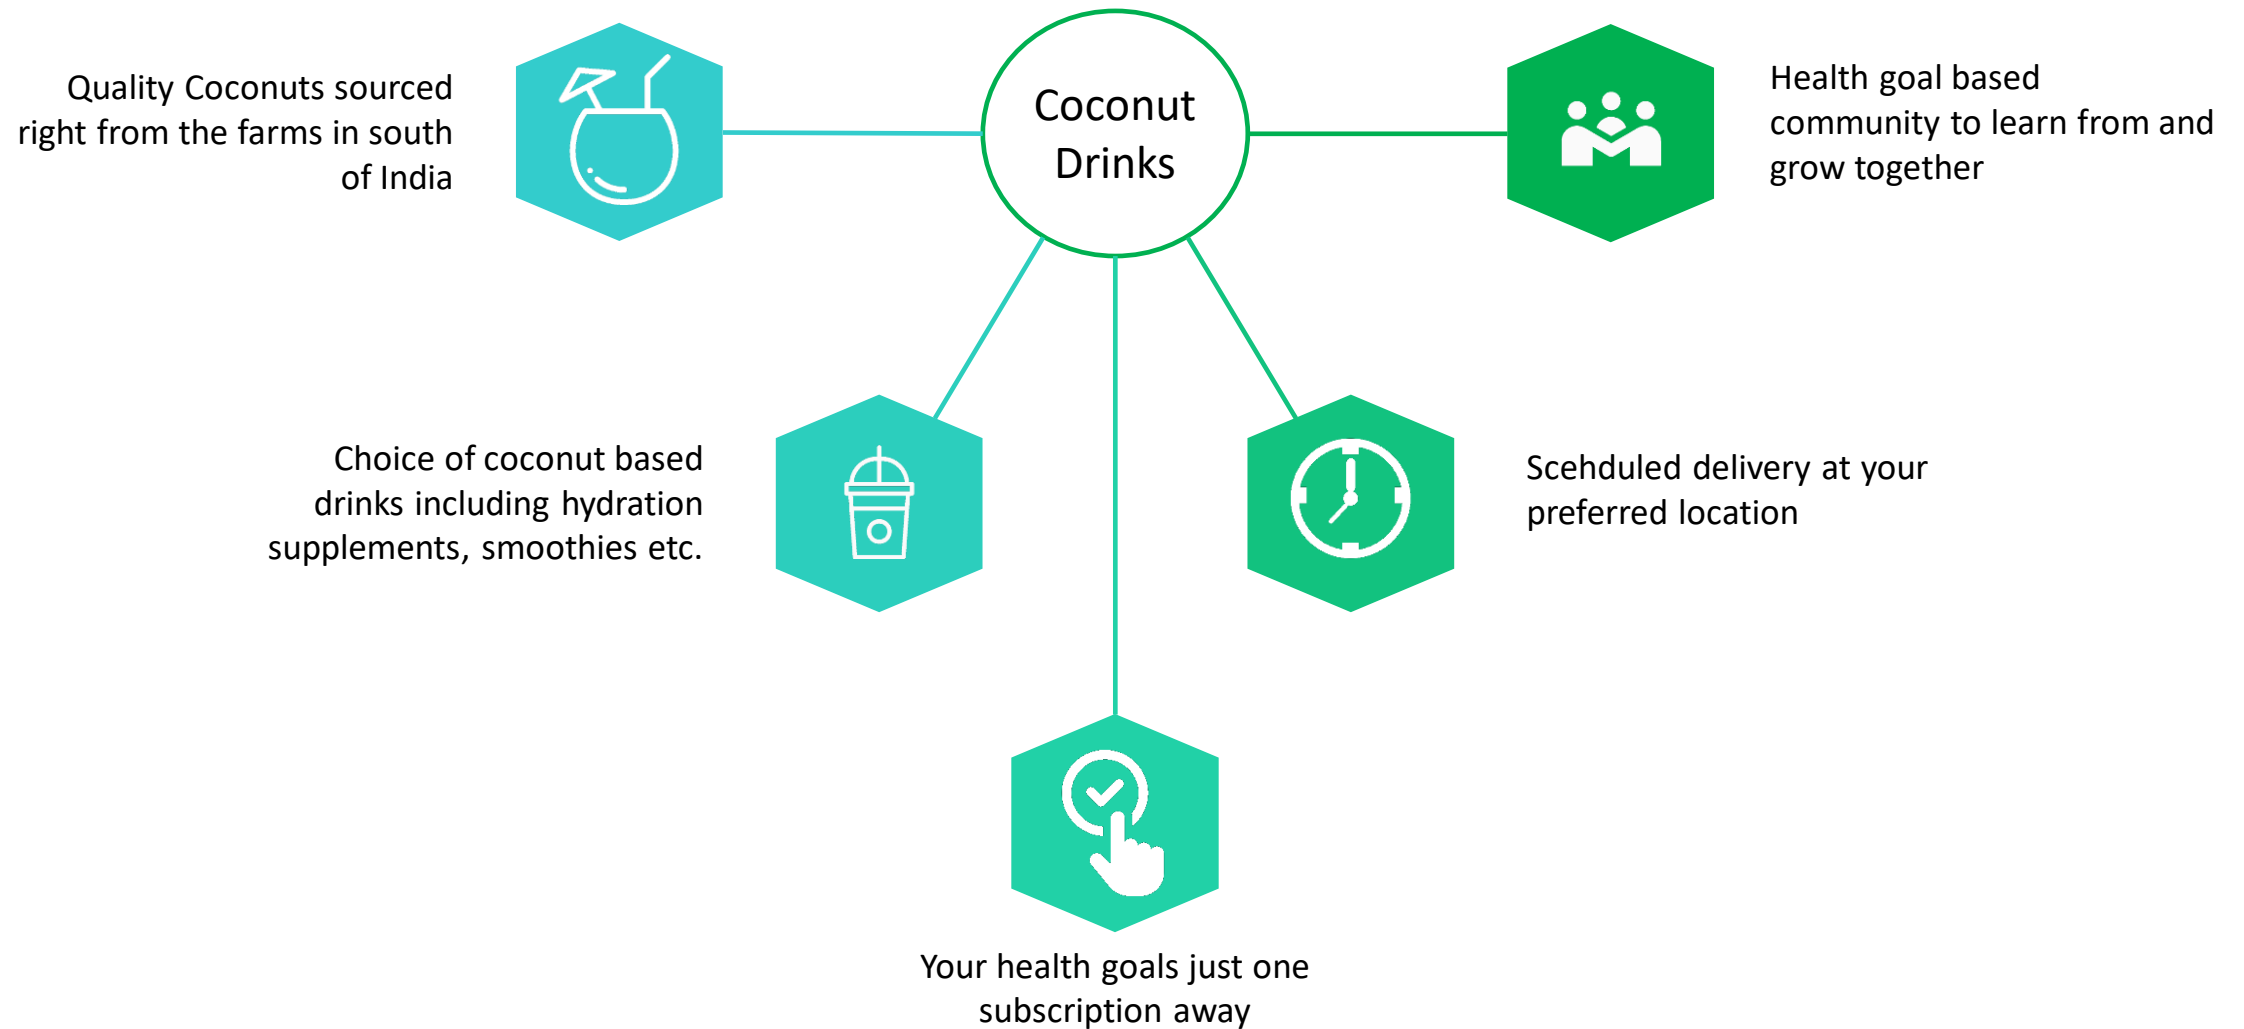 Quality Coconuts sourced
right from the farms in south
of India
Coconut
Drinks
Health goal based
community to learn from and
grow together
Choice of coconut based
drinks including hydration
supplements, smoothies etc.
Scehduled delivery at your
preferred location
Your health goals just one
subscription away